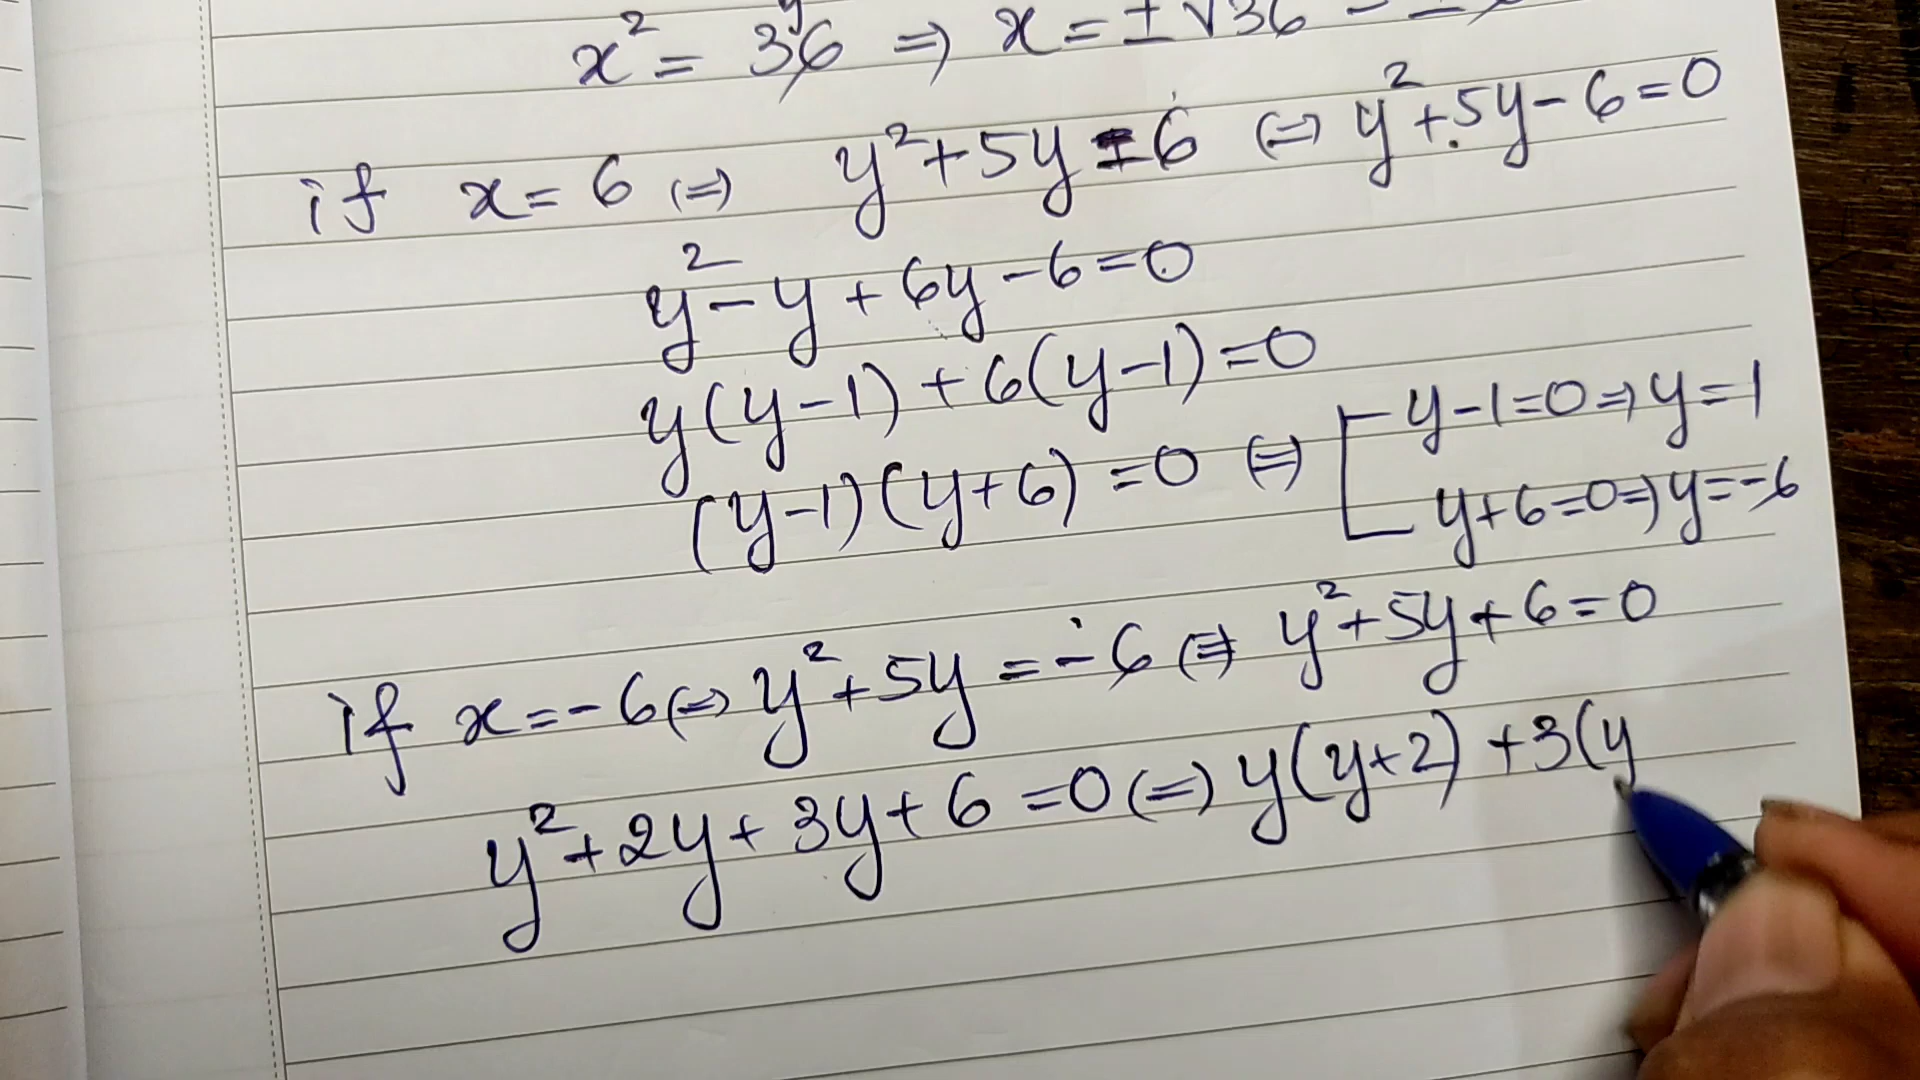 x² = 36 => x = ±√36 =
if x = 6 <=> y² + 5y = 6 <=> y² + 5y - 6 = 0
y² - y + 6y - 6 = 0
y(y-1) + 6(y-1) = 0
(y-1)(y+6) = 0 <=> [ y-1=0 => y=1
y+6=0 => y=-6
if x = -6 <=> y² + 5y = -6 <=> y² + 5y + 6 = 0
y² + 2y + 3y + 6 = 0 <=> y(y+2) + 3(y